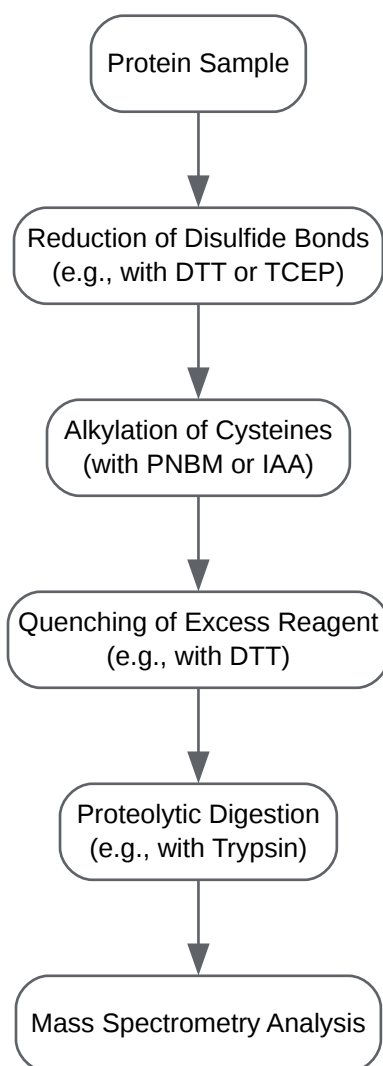 Protein Sample
Reduction of Disulfide Bonds
(e.g., with DTT or TCEP)
Alkylation of Cysteines
(with PNBM or IAA)
Quenching of Excess Reagent
(e.g., with DTT)
Proteolytic Digestion
(e.g., with Trypsin)
Mass Spectrometry Analysis